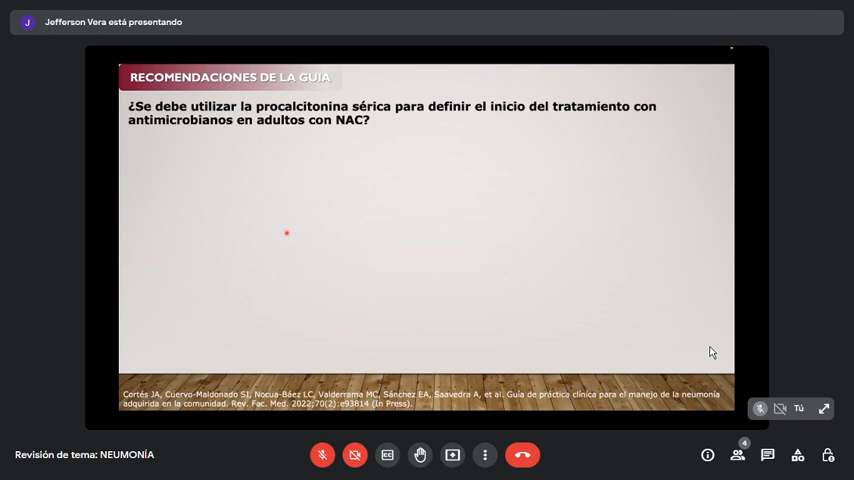 J Jefferson Vera está presentando
RECOMENDACIONES DE LA GUIA
¿Se debe utilizar la procalcitonina sérica para definir el inicio del tratamiento con
antimicrobianos en adultos con NAC?
Cortés JA, Cuervo-Maldonado SI, Nocua-Báez LC, Valderrama MC, Sánchez EA, Saavedra A, et al. Guía de práctica clínica para el manejo de la neumonía
adquirida en la comunidad. Rev. Fac. Med. 2022;70(2):e93814 (In Press).
Tú
4
Revisión de tema: NEUMONÍA
CC